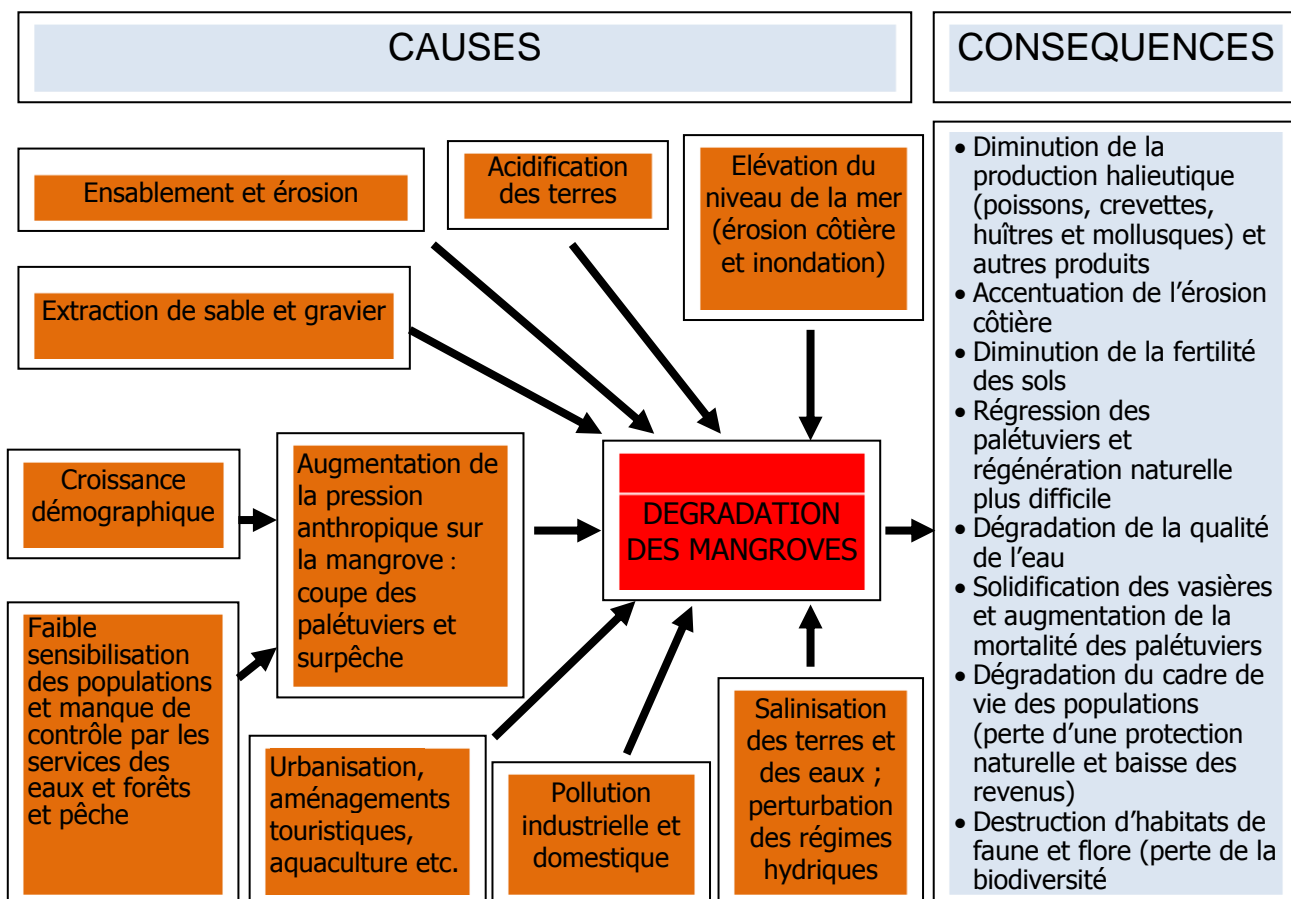 CAUSES
CONSEQUENCES
Ensablement et érosion
Acidification
des terres
Elévation du
niveau de la mer
(érosion côtière
et inondation)
Extraction de sable et gravier
Croissance
démographique
Augmentation de
la pression
anthropique sur
la mangrove :
coupe des
palétuviers et
surpêche
DEGRADATION
DES MANGROVES
Faible
sensibilisation
des populations
et manque de
contrôle par les
services des
eaux et forêts
et pêche
Urbanisation,
aménagements
touristiques,
aquaculture etc.
Pollution
industrielle et
domestique
Salinisation
des terres et
des eaux ;
perturbation
des régimes
hydriques
• Diminution de la
production halieutique
(poissons, crevettes,
huîtres et mollusques) et
autres produits
• Accentuation de l’érosion
côtière
• Diminution de la fertilité
des sols
• Régression des
palétuviers et
régénération naturelle
plus difficile
• Dégradation de la qualité
de l’eau
• Solidification des vasières
et augmentation de la
mortalité des palétuviers
• Dégradation du cadre de
vie des populations
(perte d’une protection
naturelle et baisse des
revenus)
• Destruction d’habitats de
faune et flore (perte de la
biodiversité